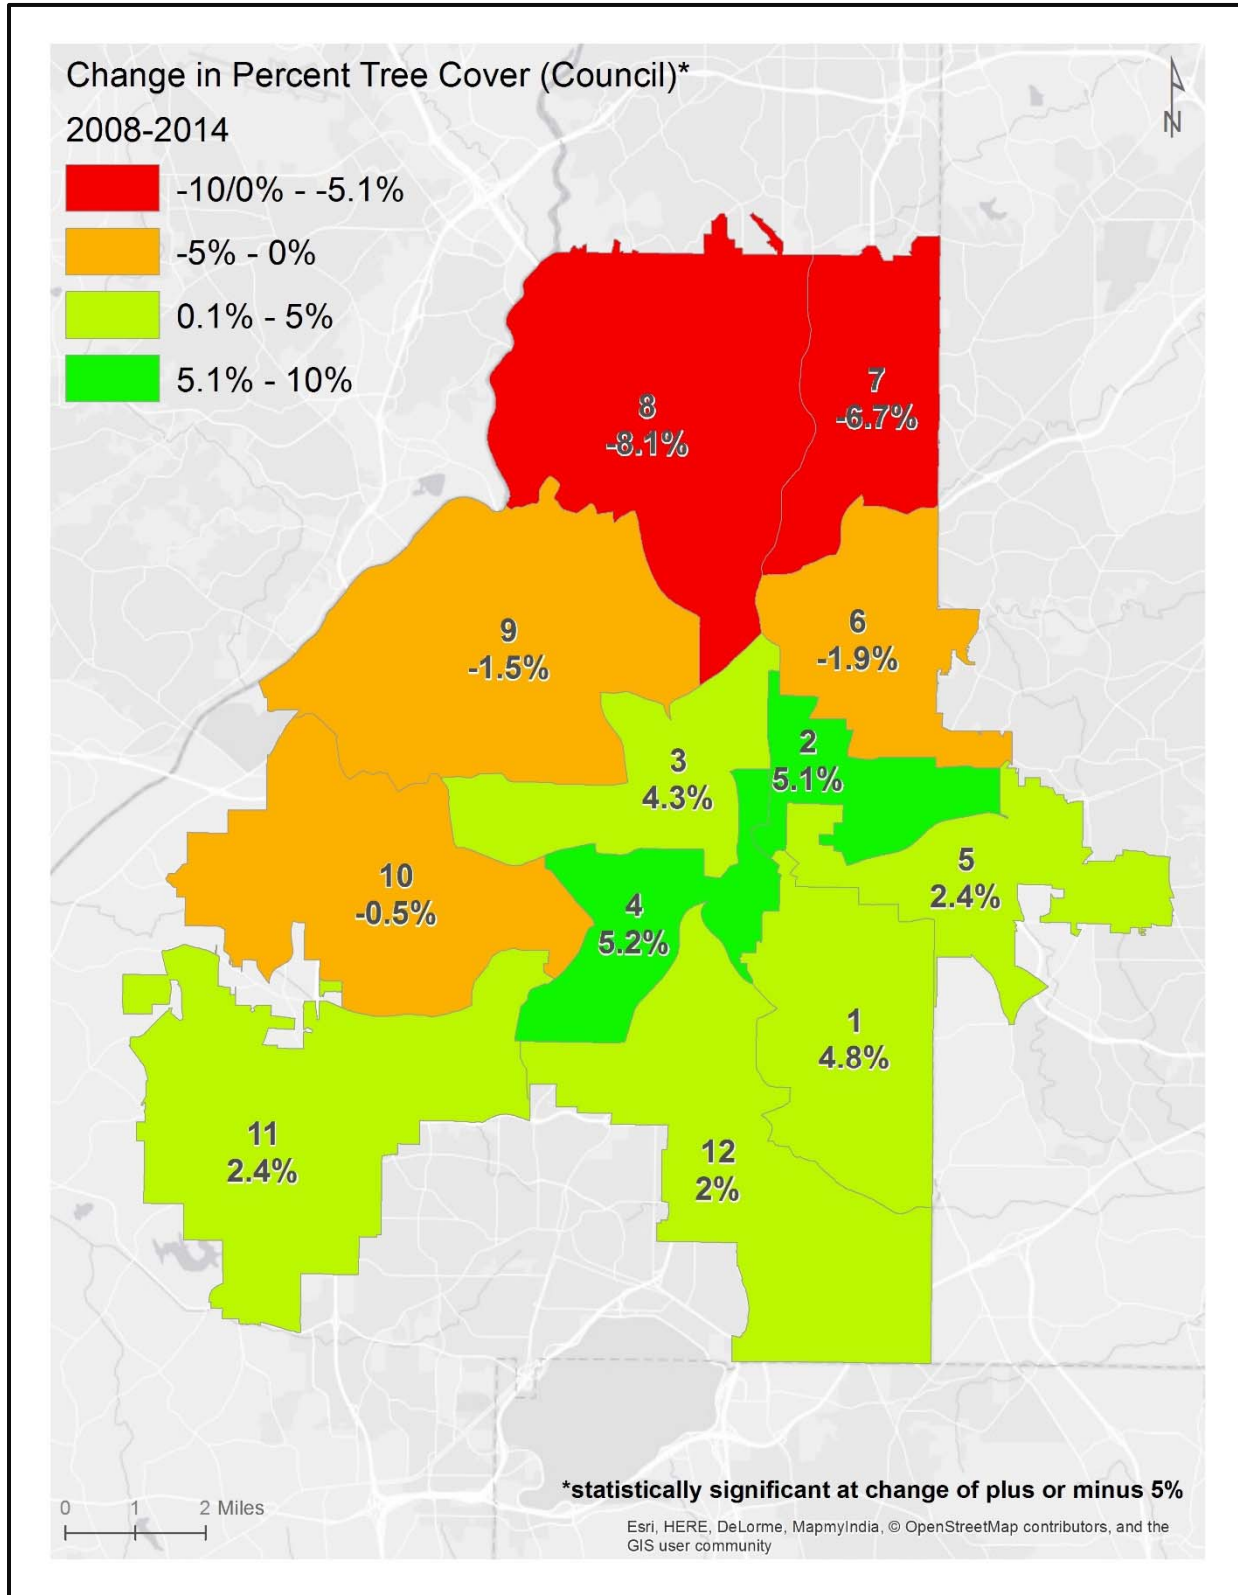 Change in Percent Tree Cover (Council)*
2008-2014
-10/0% - -5.1%
-5% - 0%
0.1% - 5%
5.1% - 10%
N
7
-6.7%
8
-8.1%
9
-1.5%
6
-1.9%
2
5.1%
3
4.3%
5
2.4%
10
-0.5%
4
5.2%
1
4.8%
11
2.4%
12
2%
*statistically significant at change of plus or minus 5%
0 1 2 Miles
Esri, HERE, DeLorme, MapmyIndia, © OpenStreetMap contributors, and the
GIS user community